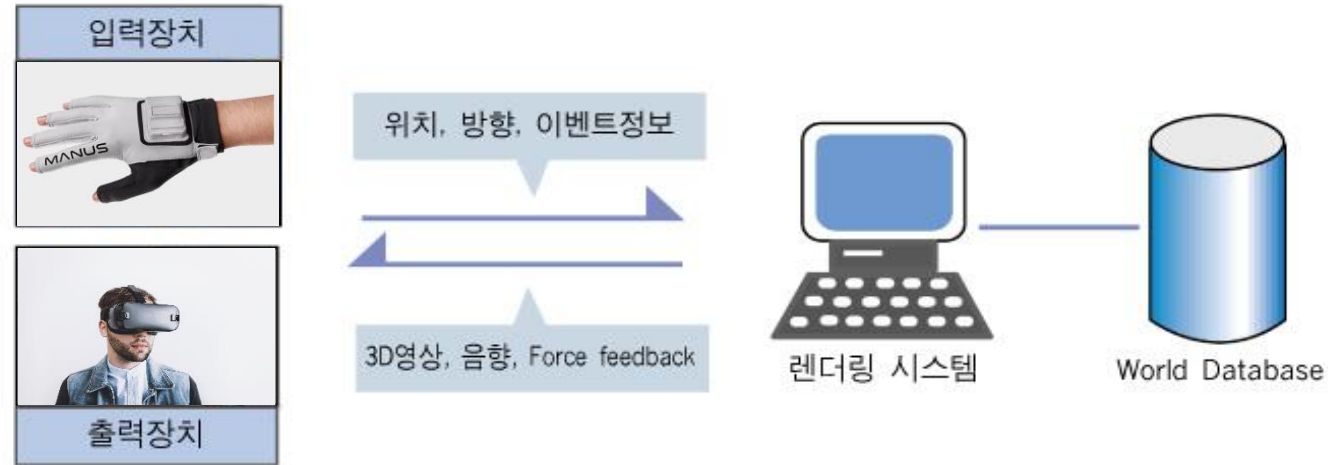 입력장치
MANUS
출력장치
위치, 방향, 이벤트정보
3D영상, 음향, Force feedback
렌더링 시스템
World Database